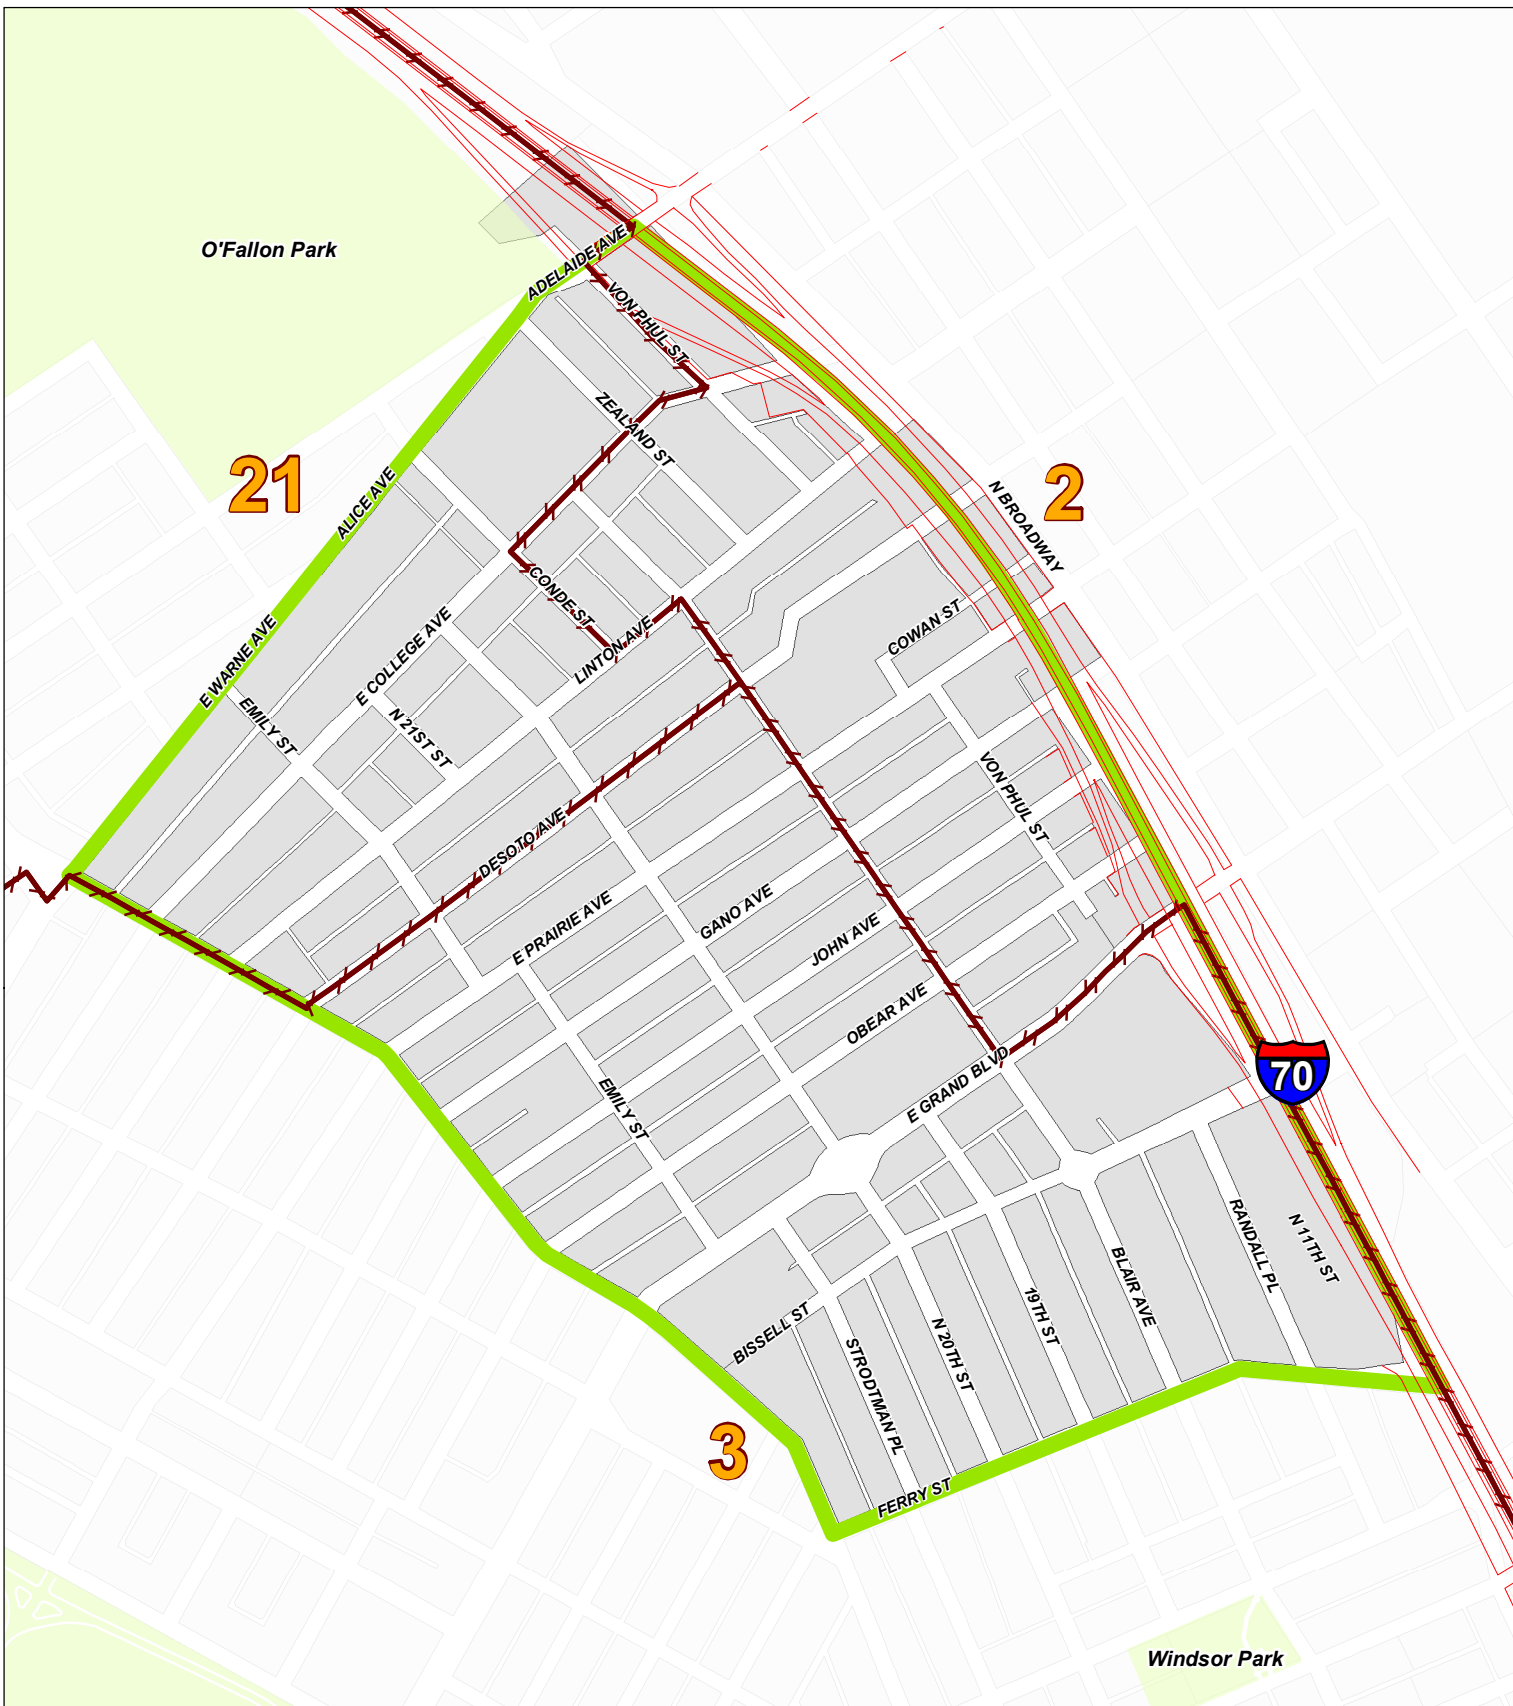 O'Fallon Park
ADELAIDE AVE
VON PHUL ST
ZEALAND ST
21
ALICE AVE
2
N BROADWAY
CONDE ST
E WARNE AVE
E COLLEGE AVE
LINTON AVE
COWAN ST
EMILY ST
N 21ST ST
VON PHUL ST
DESOTO AVE
E PRAIRIE AVE
GANO AVE
JOHN AVE
OBEAR AVE
E GRAND BLVD
70
EMILY ST
RANDALL PL
N 11TH ST
BLAIR AVE
19TH ST
N 20TH ST
BISSELL ST
STRODTMAN PL
3
FERRY ST
Windsor Park